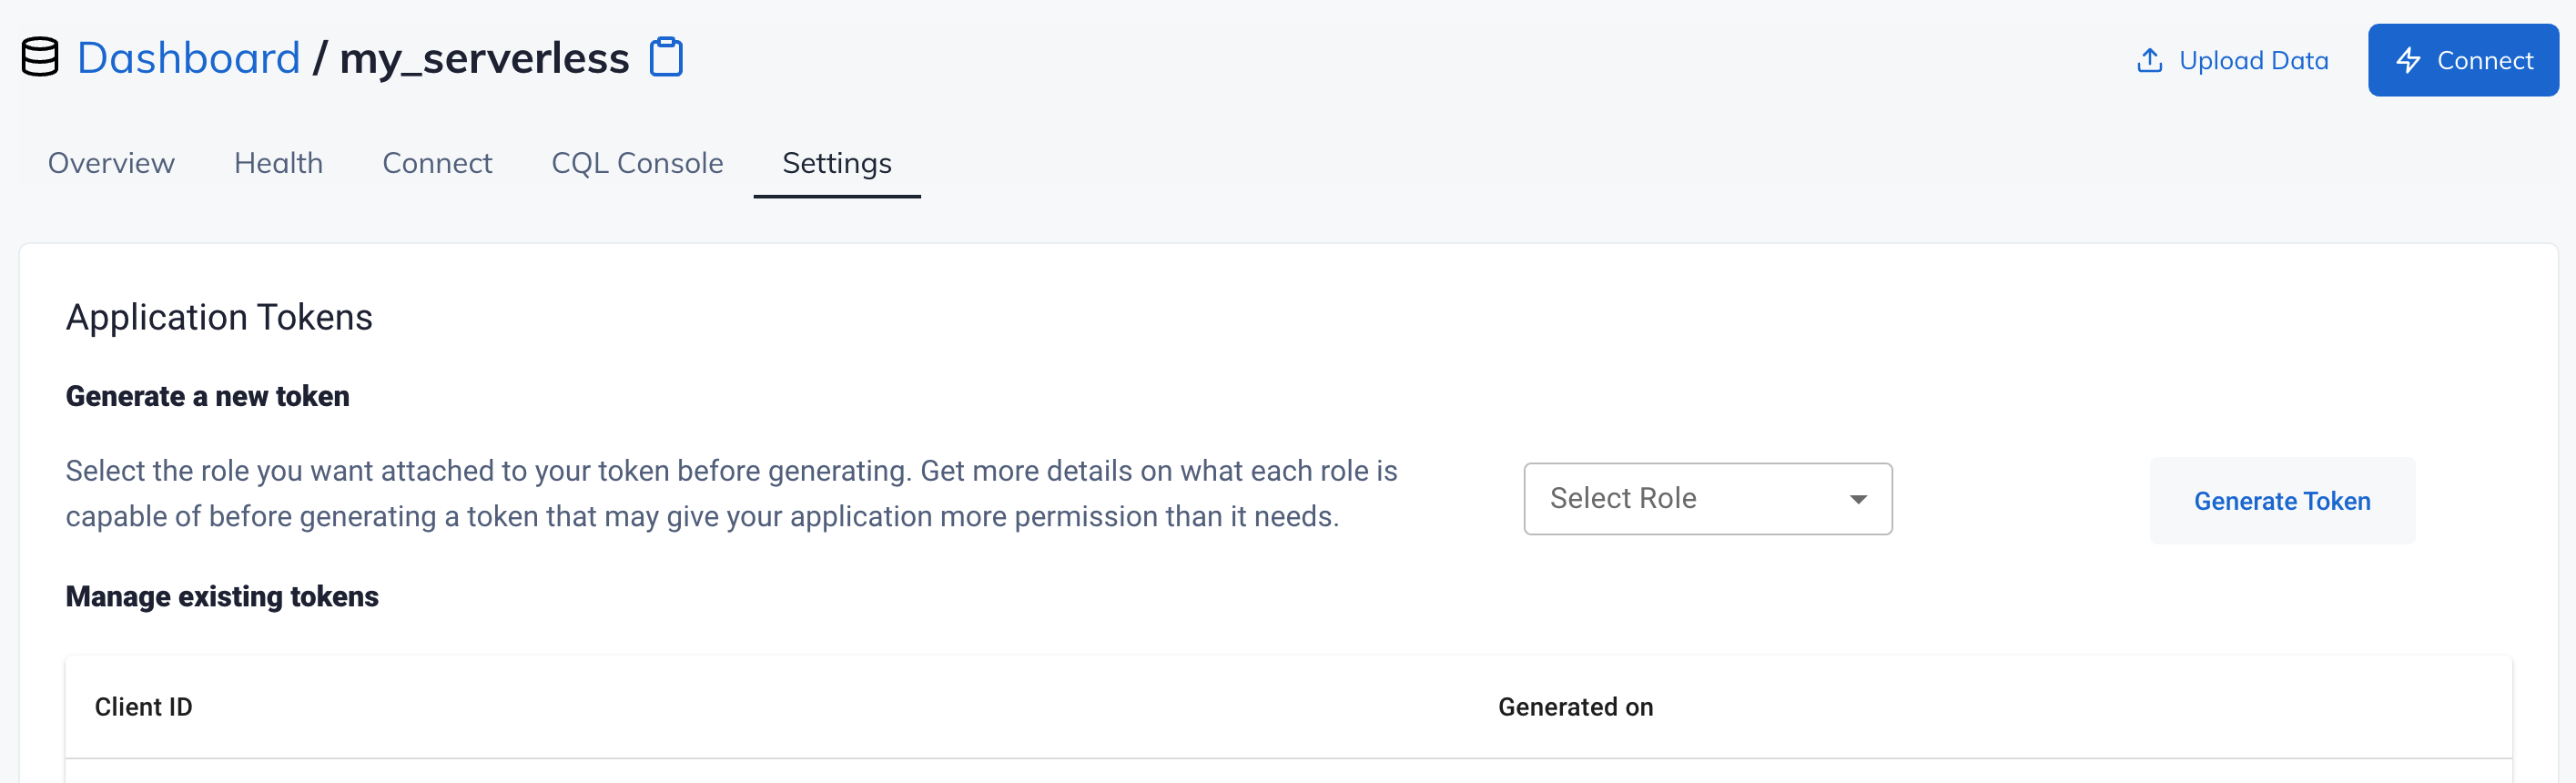 Dashboard / my_serverless
Upload Data
Connect
Overview Health Connect CQL Console Settings
Application Tokens
Generate a new token
Select the role you want attached to your token before generating. Get more details on what each role is
capable of before generating a token that may give your application more permission than it needs.
Select Role
Generate Token
Manage existing tokens
Client ID Generated on